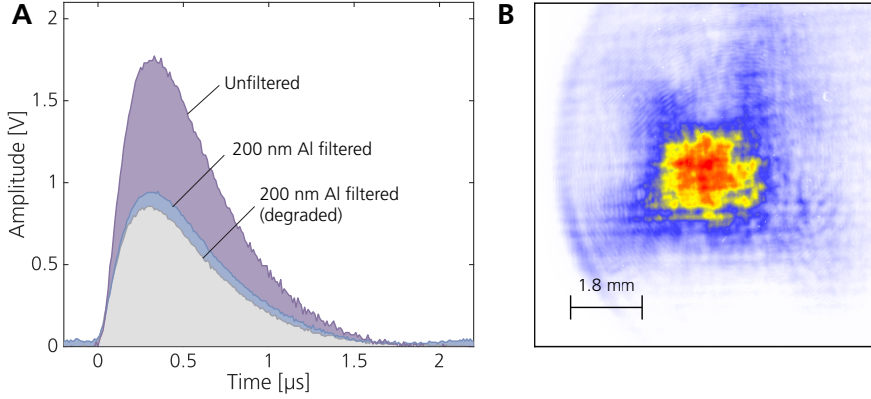 A
B
2
1.5
1
0.5
0
Amplitude [V]
Unfiltered
200 nm Al filtered
200 nm Al filtered
(degraded)
0
0.5
1
1.5
2
Time [µs]
1.8 mm